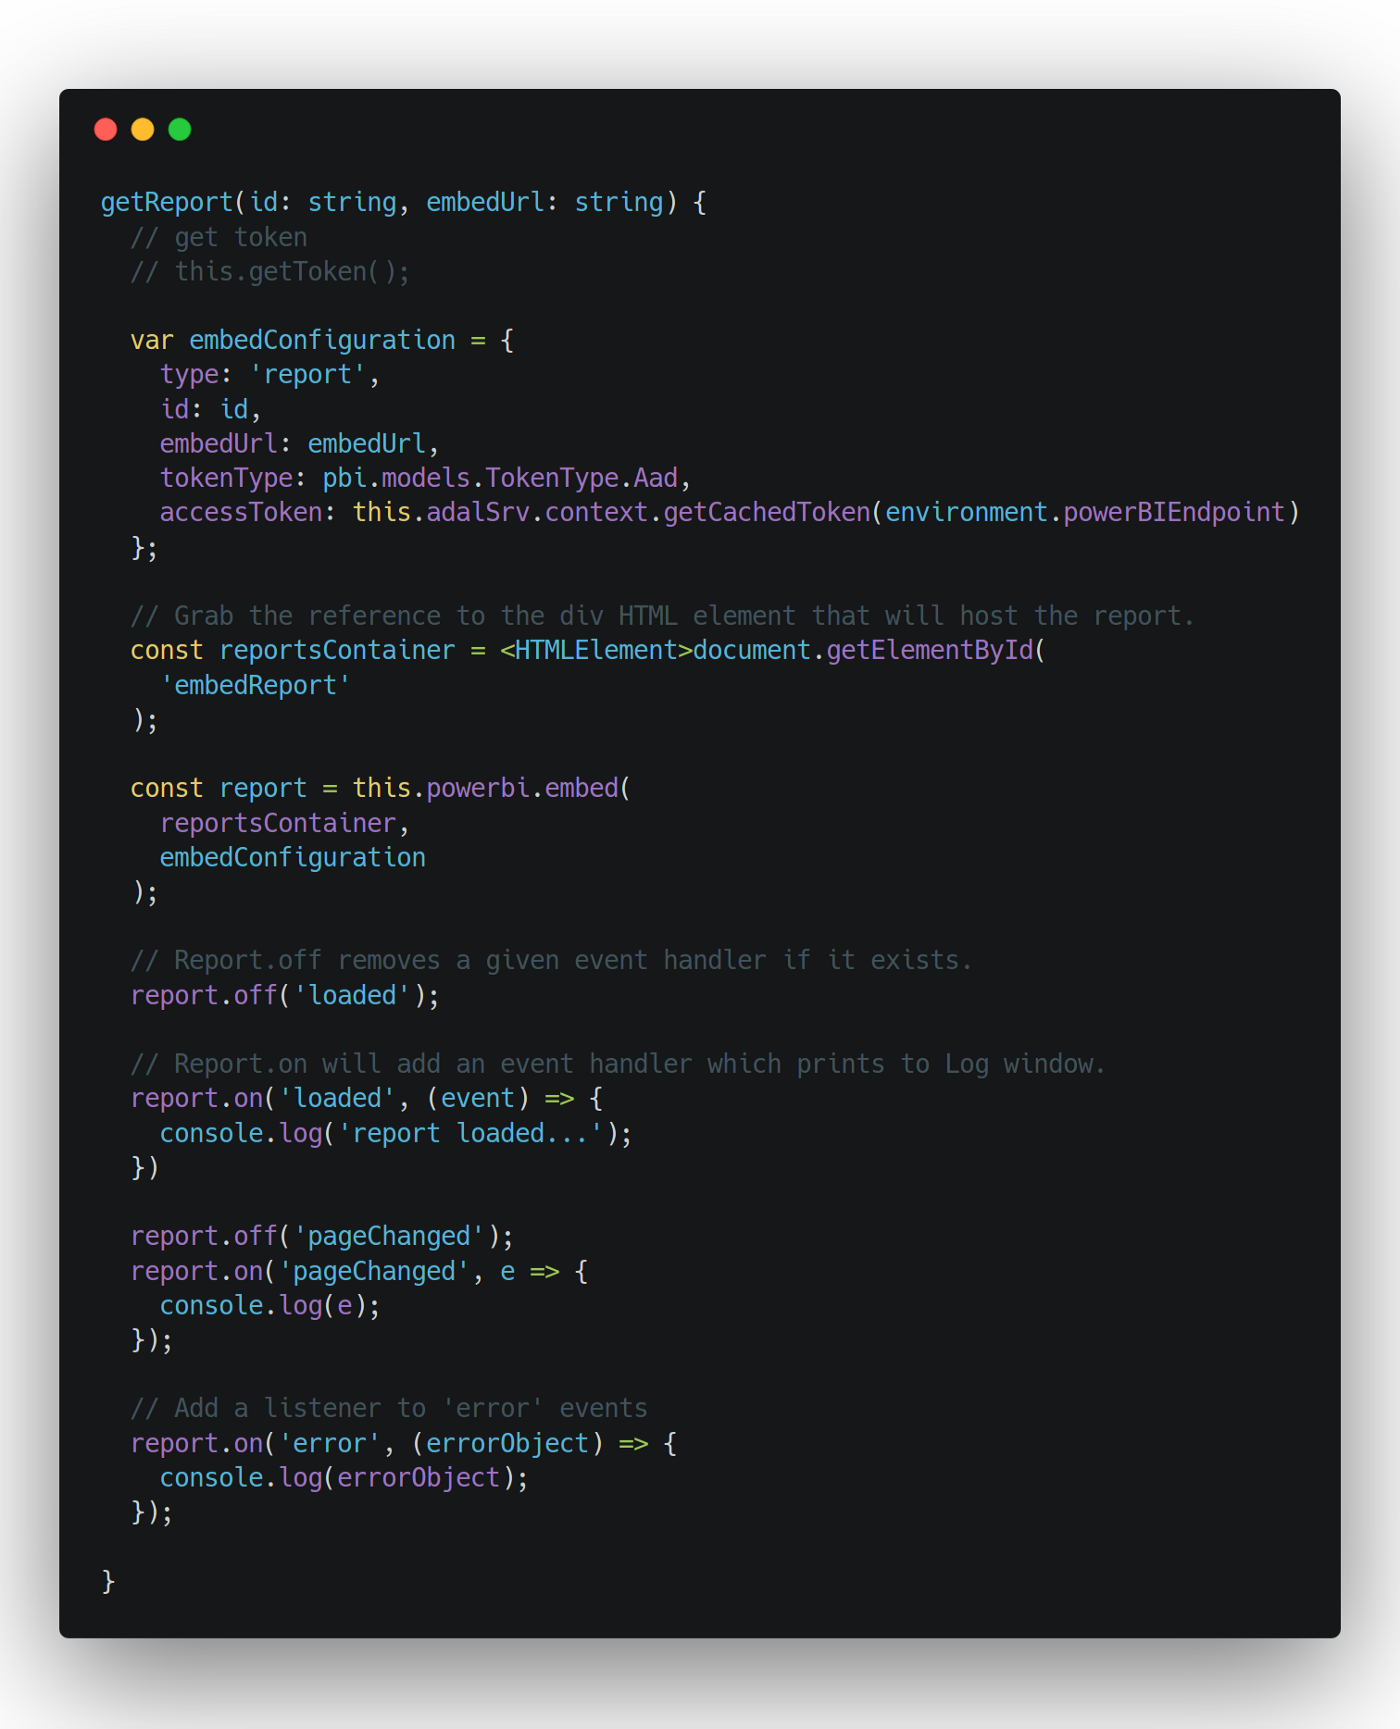 getReport(id: string, embedUrl: string) {
  // get token
  // this.getToken();

  var embedConfiguration = {
    type: 'report',
    id: id,
    embedUrl: embedUrl,
    tokenType: pbi.models.TokenType.Aad,
    accessToken: this.adalSrv.context.getCachedToken(environment.powerBIEndpoint)
  };

  // Grab the reference to the div HTML element that will host the report.
  const reportsContainer = <HTMLElement>document.getElementById(
    'embedReport'
  );

  const report = this.powerbi.embed(
    reportsContainer,
    embedConfiguration
  );

  // Report.off removes a given event handler if it exists.
  report.off('loaded');

  // Report.on will add an event handler which prints to Log window.
  report.on('loaded', (event) => {
    console.log('report loaded...');
  })

  report.off('pageChanged');
  report.on('pageChanged', e => {
    console.log(e);
  });

  // Add a listener to 'error' events
  report.on('error', (errorObject) => {
    console.log(errorObject);
  });

}